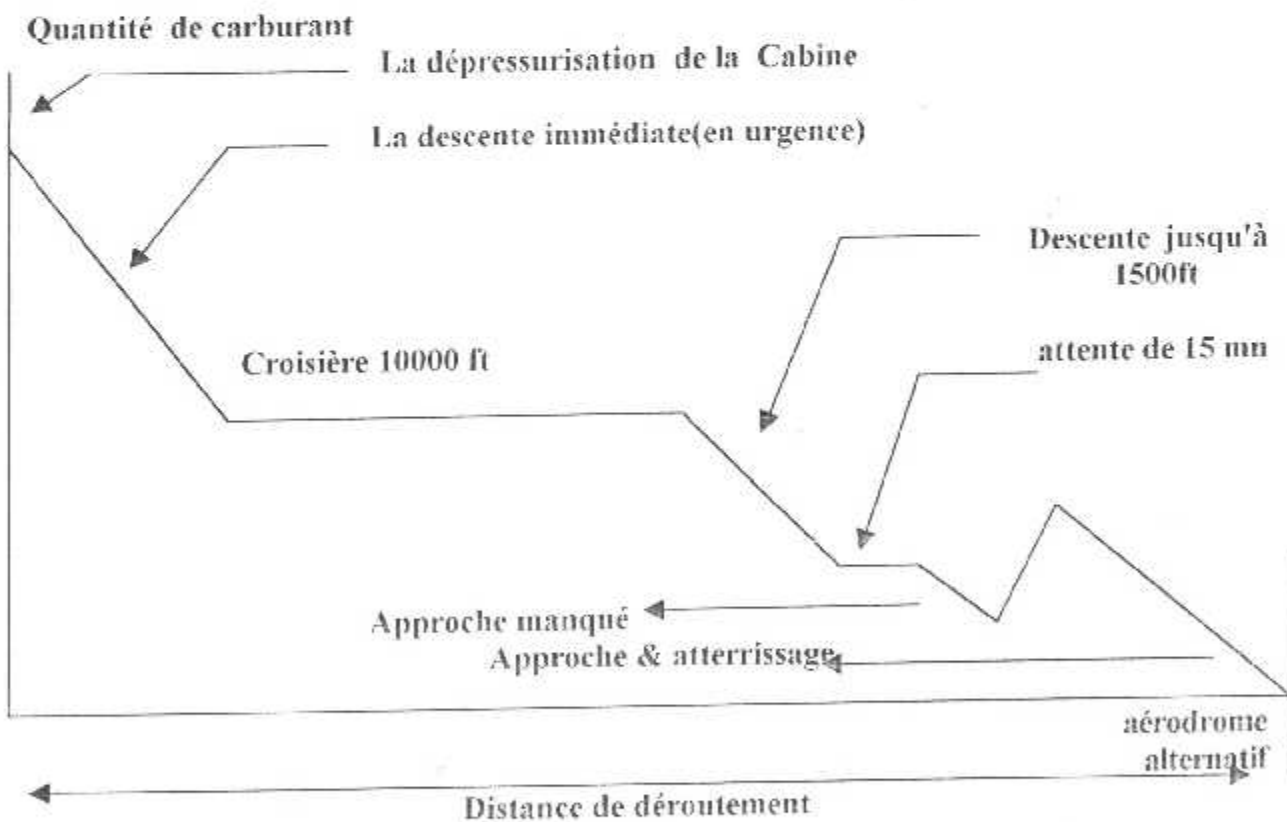 Quantité de carburant
La dépressurisation de la Cabine
La descente immédiate(en urgence)
Descente jusqu'à
1500ft
attente de 15 mn
Croisière 10000 ft
Approche manqué
Approche & atterrissage
aérodrome
alternatif
Distance de déroutement